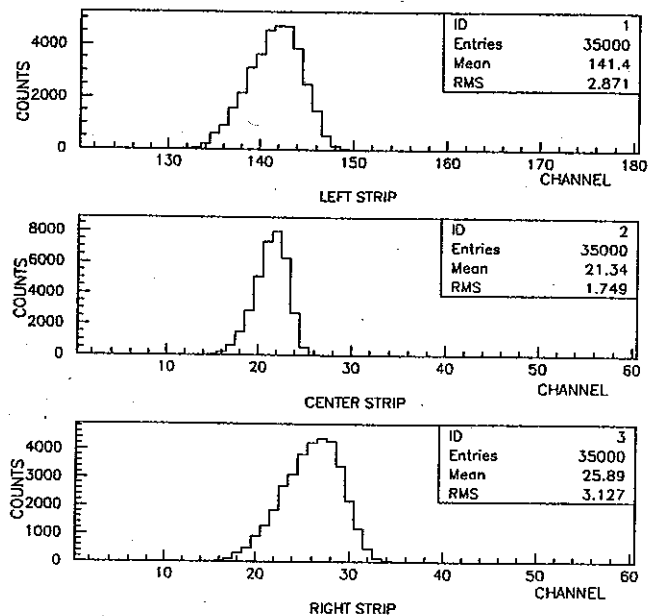 COUNTS
4000
2000
0
ID 1
Entries 35000
Mean 141.4
RMS 2.871
130 140 150 160 170 180
CHANNEL
LEFT STRIP
COUNTS
8000
6000
4000
2000
0
ID 2
Entries 35000
Mean 21.34
RMS 1.749
10 20 30 40 50 60
CHANNEL
CENTER STRIP
COUNTS
4000
3000
2000
1000
0
ID 3
Entries 35000
Mean 25.89
RMS 3.127
10 20 30 40 50 60
CHANNEL
RIGHT STRIP